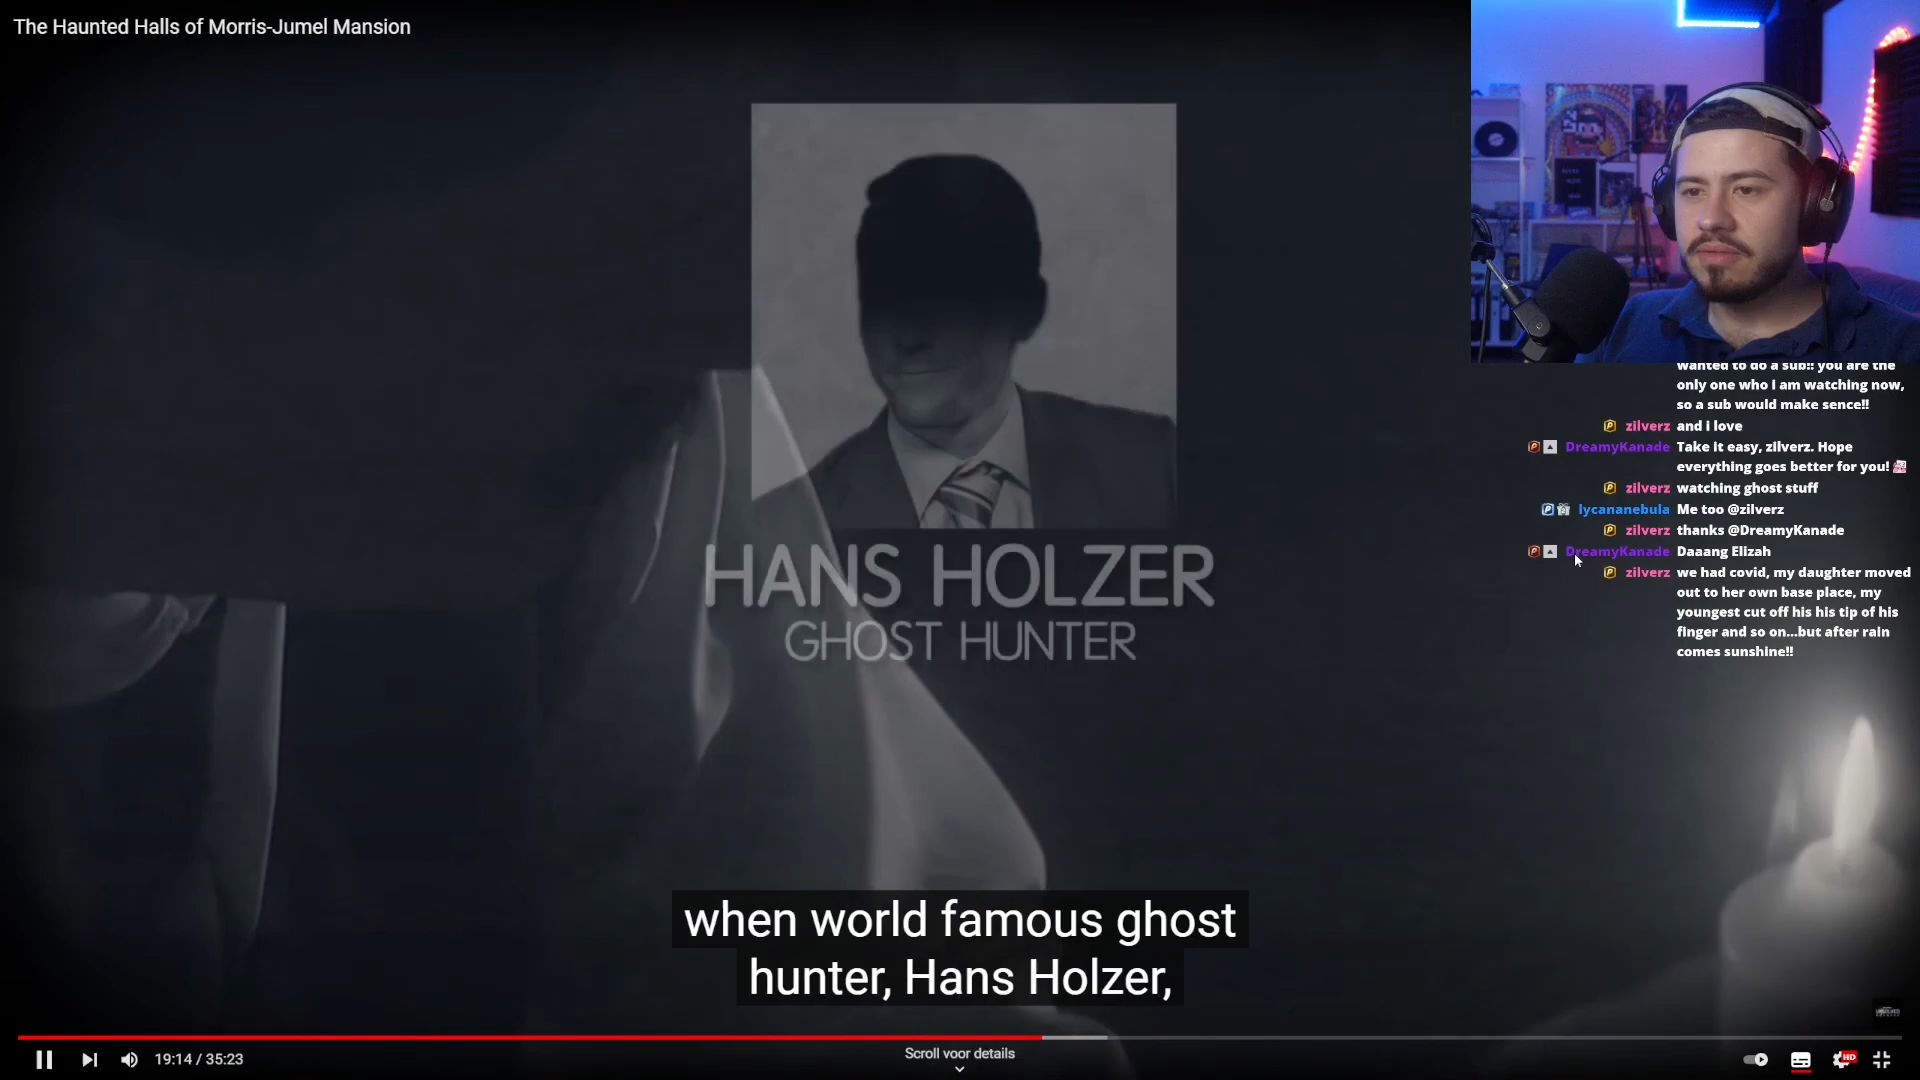 The Haunted Halls of Morris-Jumel Mansion
HANS HOLZER
GHOST HUNTER
when world famous ghost
hunter, Hans Holzer,
wanted to do a sub!! you are the
only one who i am watching now,
so a sub would make sence!!
zilverz and i love
DreamyKanade Take it easy, zilverz. Hope
everything goes better for you!
zilverz watching ghost stuff
lycananebula Me too @zilverz
zilverz thanks @DreamyKanade
DreamyKanade Daaang Elizah
zilverz we had covid, my daughter moved
out to her own base place, my
youngest cut off his his tip of his
finger and so on...but after rain
comes sunshine!!
19:14 / 35:23
Scroll voor details
HD